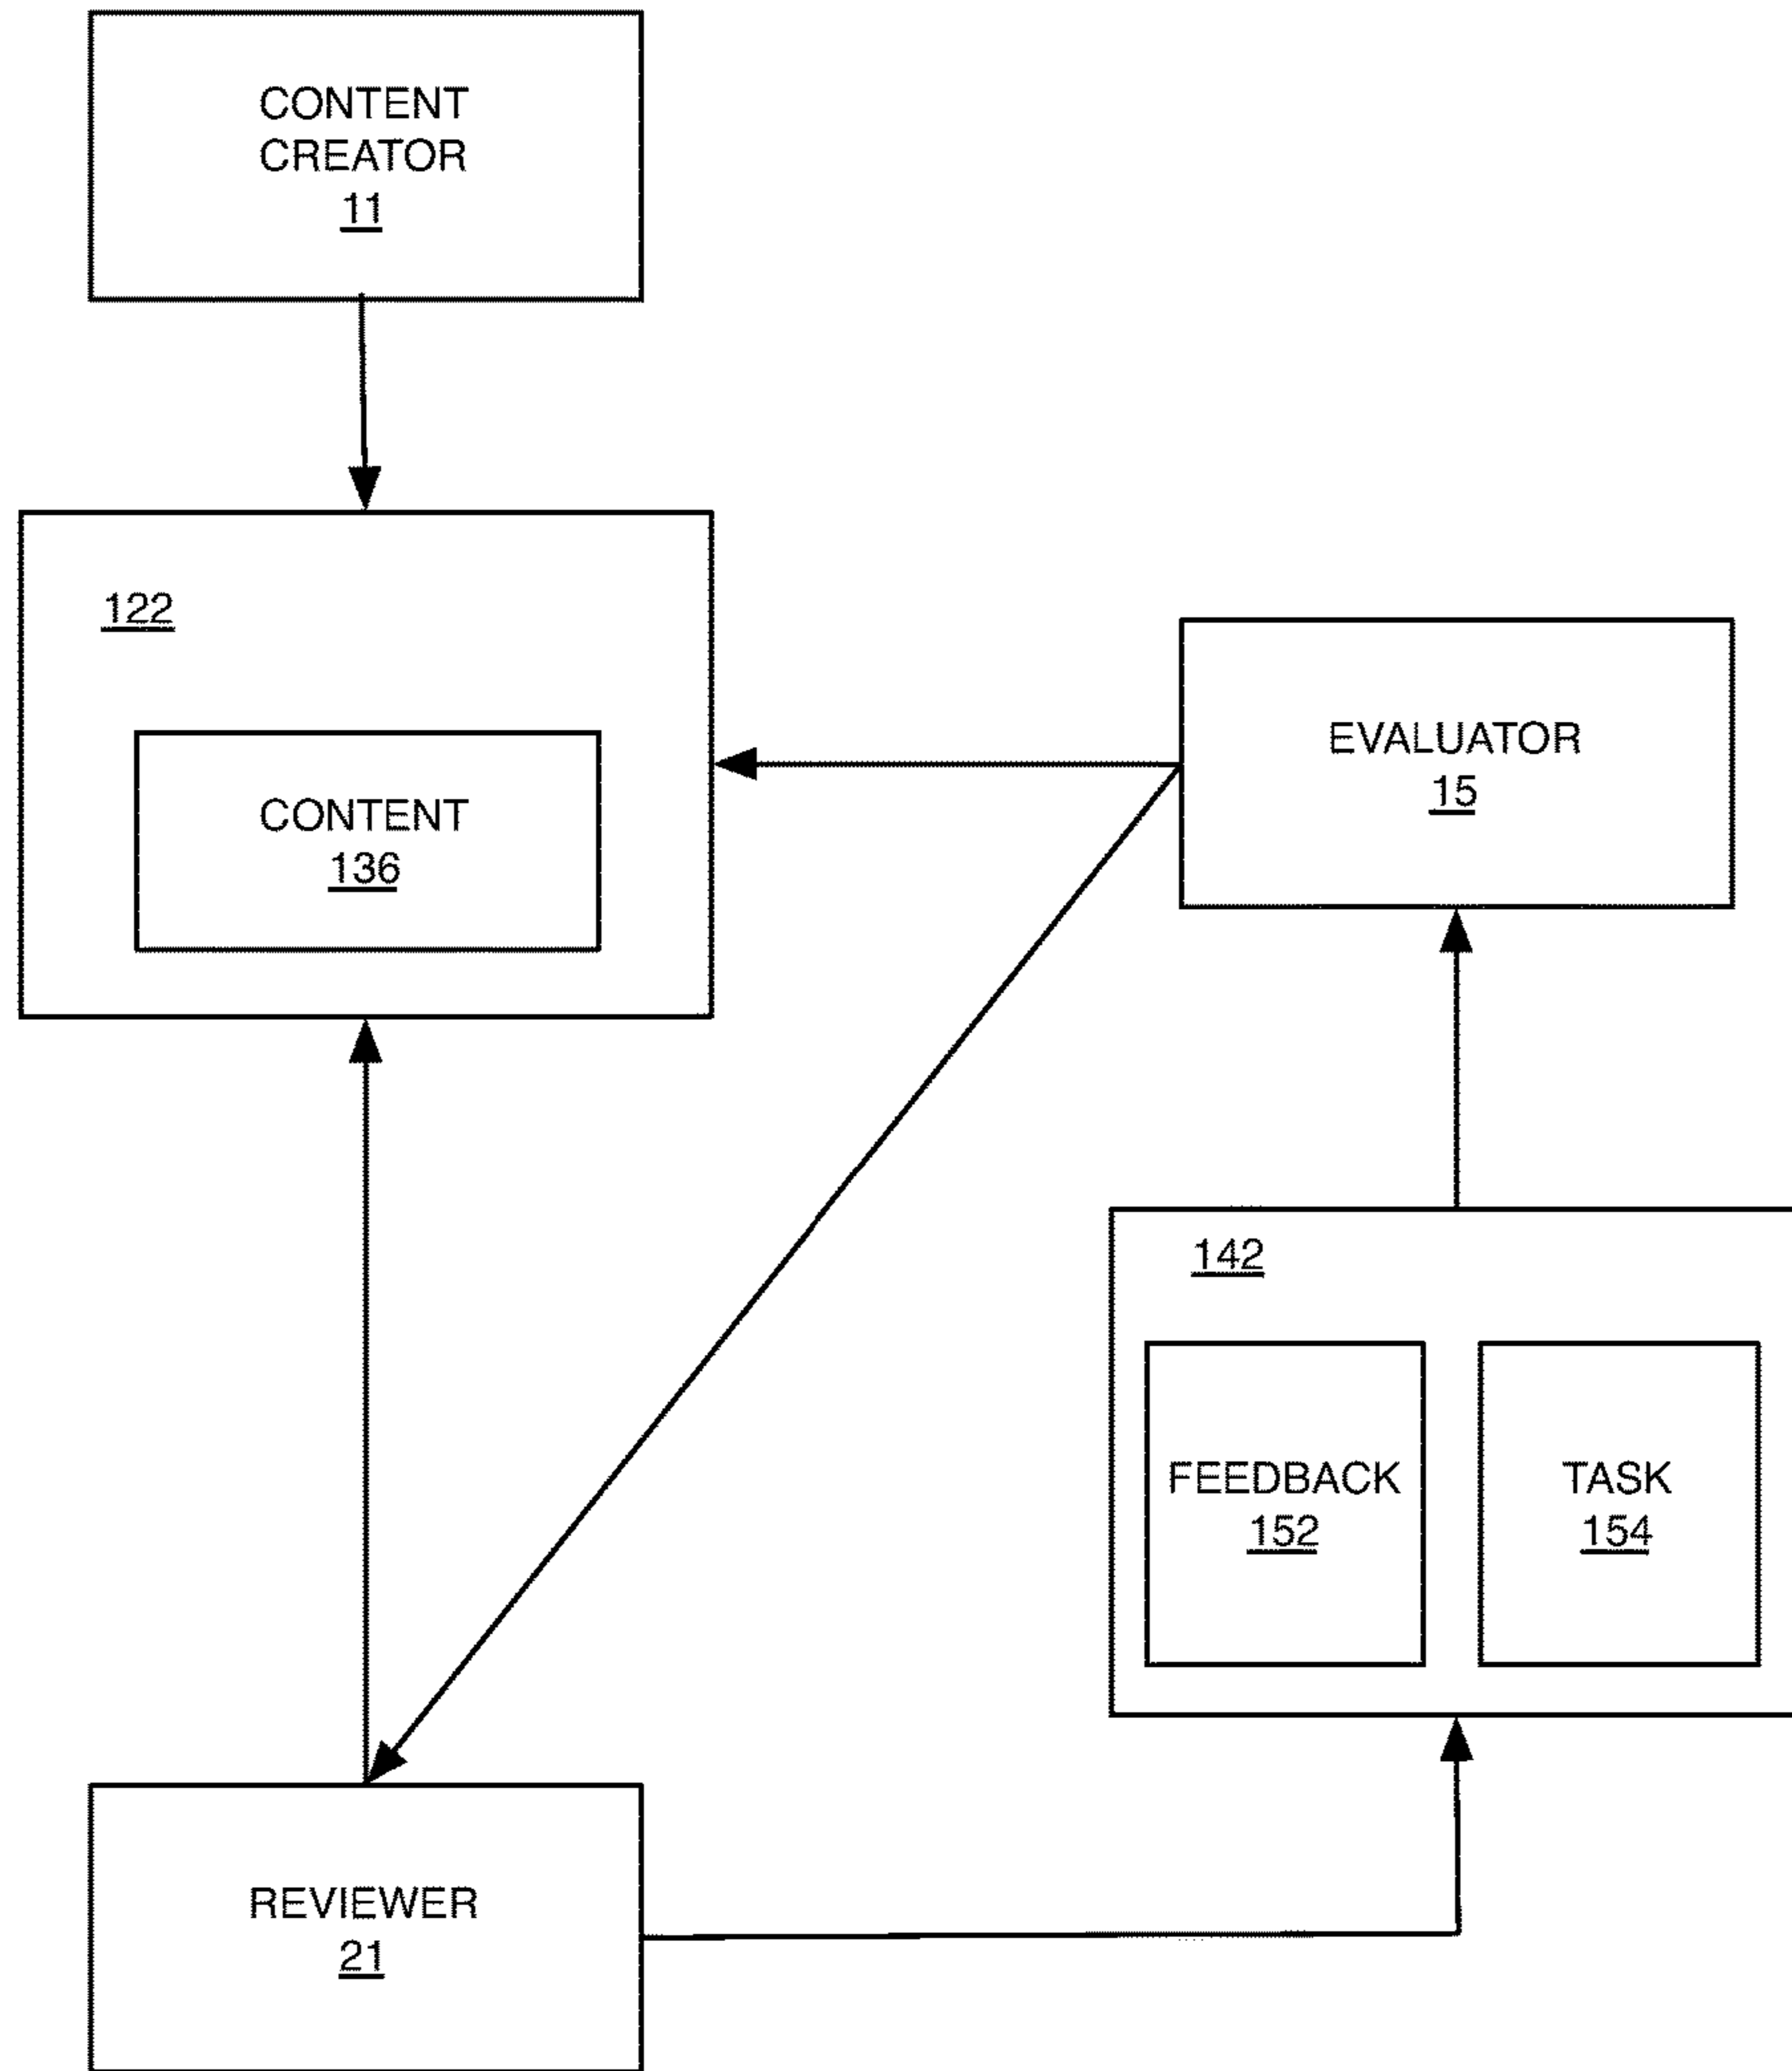 CONTENT
CREATOR
11
122
CONTENT
136
EVALUATOR
15
142
FEEDBACK
152
TASK
154
REVIEWER
21